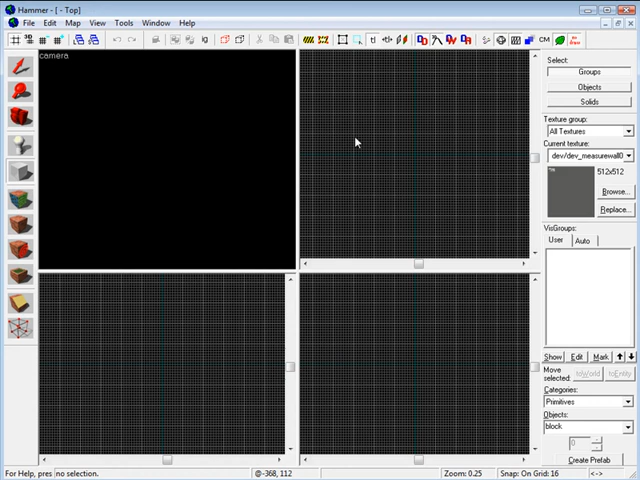 Hammer - [ - Top]
File Edit Map View Tools Window Help
camera
Select:
Groups
Objects
Solids
Texture group:
All Textures
Current texture:
dev/dev_measurewall0
512x512
Browse...
Replace...
VisGroups:
User Auto
Show Edit Mark
Move selected:
toWorld toEntity
Categories:
Primitives
Objects:
block
0
Create Prefab
For Help, pres no selection. @-368, 112 Zoom: 0.25 Snap: On Grid: 16 <->